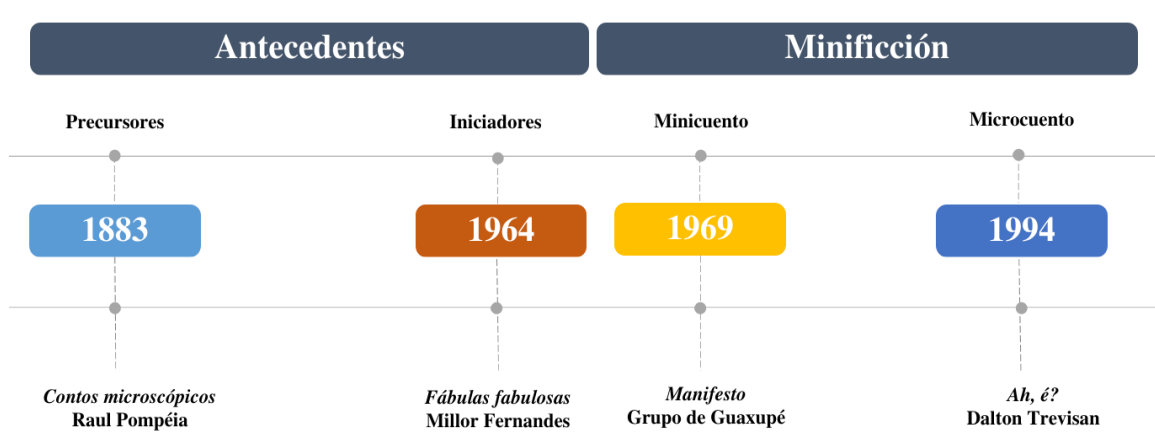 Antecedentes
Minificción
Precursores
Iniciadores
Minicuento
Microcuento
1883
1964
1969
1994
Contos microscópicos
Raul Pompéia
Fábulas fabulosas
Millor Fernandes
Manifesto
Grupo de Guaxupé
Ah, é?
Dalton Trevisan